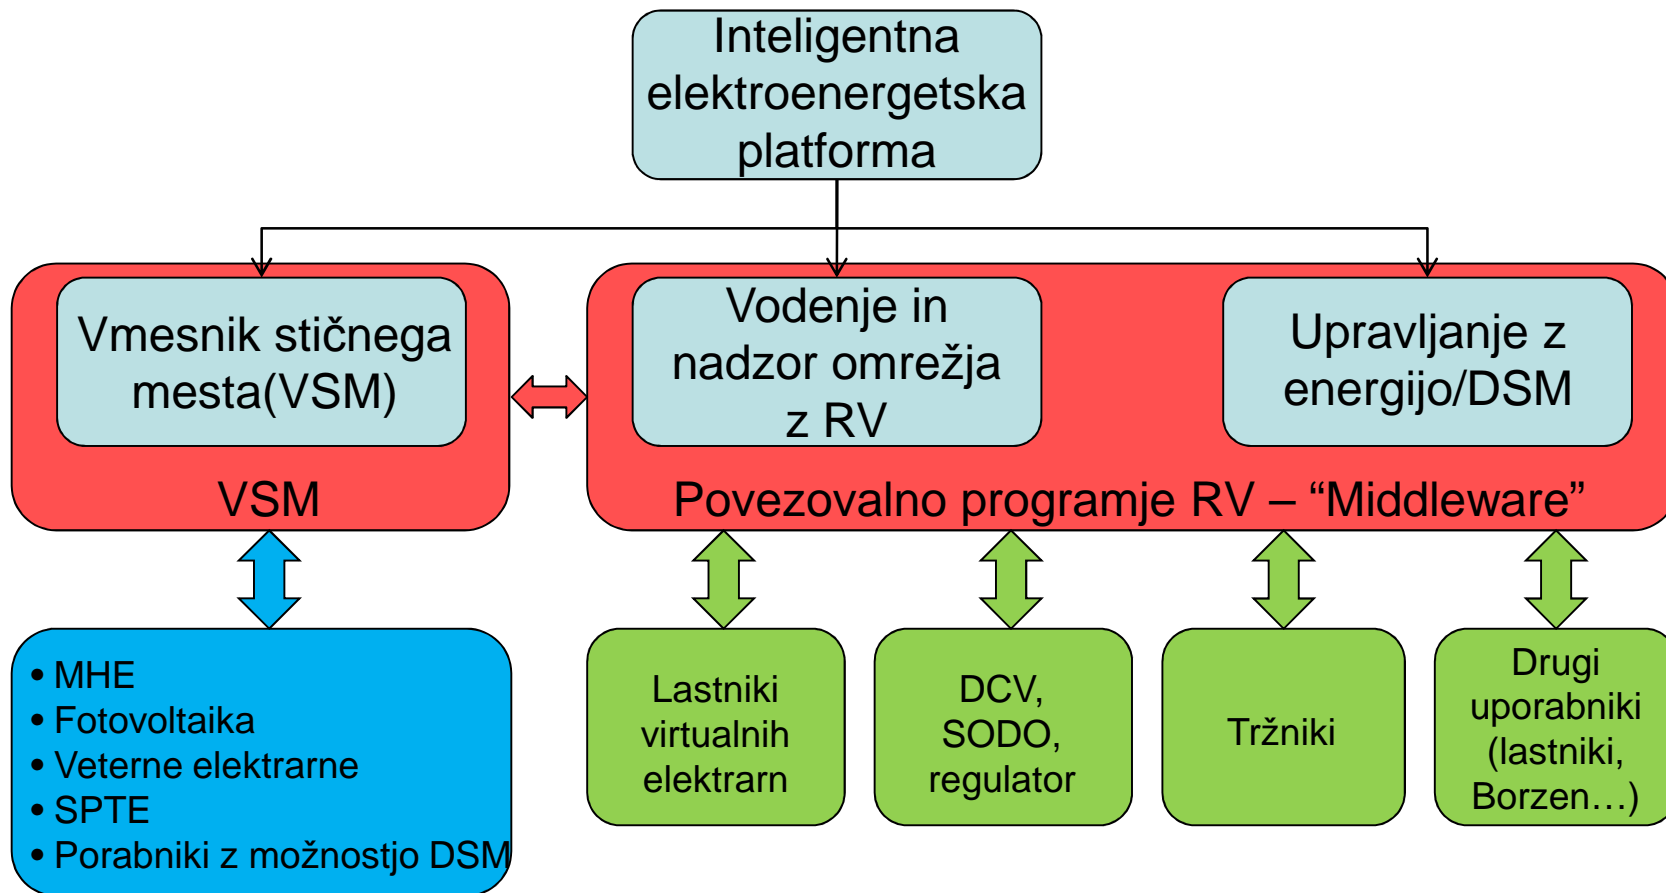 Inteligentna
elektroenergetska
platforma
Vmesnik stičnega
mesta(VSM)
VSM
Vodenje in
nadzor omrežja
z RV
Upravljanje z
energijo/DSM
Povezovalno programje RV – “Middleware”
• MHE
• Fotovoltaika
• Veterne elektrarne
• SPTE
• Porabniki z možnostjo DSM
Lastniki
virtualnih
elektrarn
DCV,
SODO,
regulator
Tržniki
Drugi
uporabniki
(lastniki,
Borzen…)